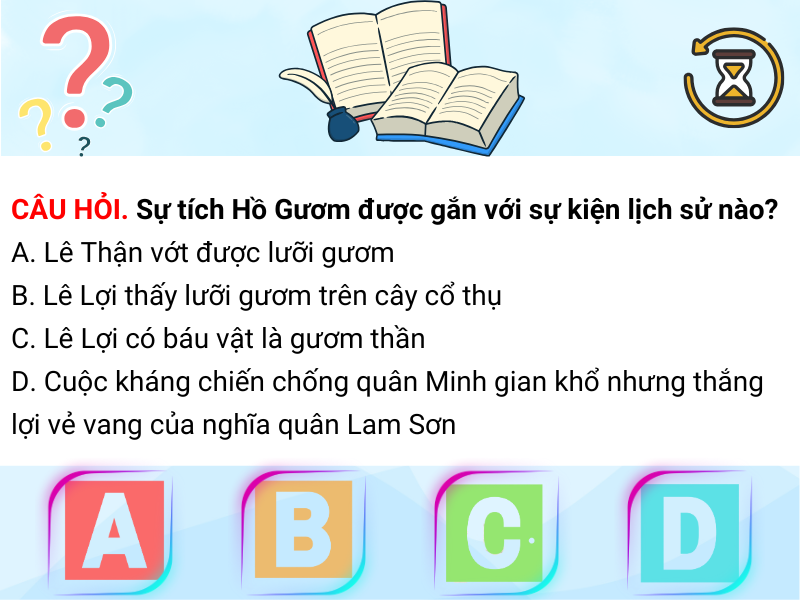 CÂU HỎI. Sự tích Hồ Gươm được gắn với sự kiện lịch sử nào?
A. Lê Thận vớt được lưỡi gươm
B. Lê Lợi thấy lưỡi gươm trên cây cổ thụ
C. Lê Lợi có báu vật là gươm thần
D. Cuộc kháng chiến chống quân Minh gian khổ nhưng thắng
lợi vẻ vang của nghĩa quân Lam Sơn
A B C D